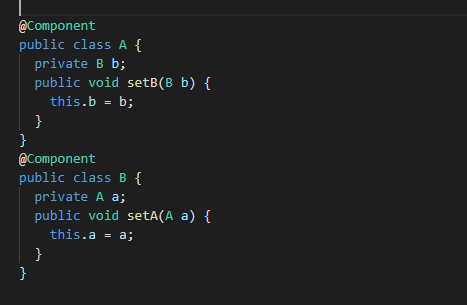 @Component
public class A {
  private B b;
  public void setB(B b) {
    this.b = b;
  }
}
@Component
public class B {
  private A a;
  public void setA(A a) {
    this.a = a;
  }
}